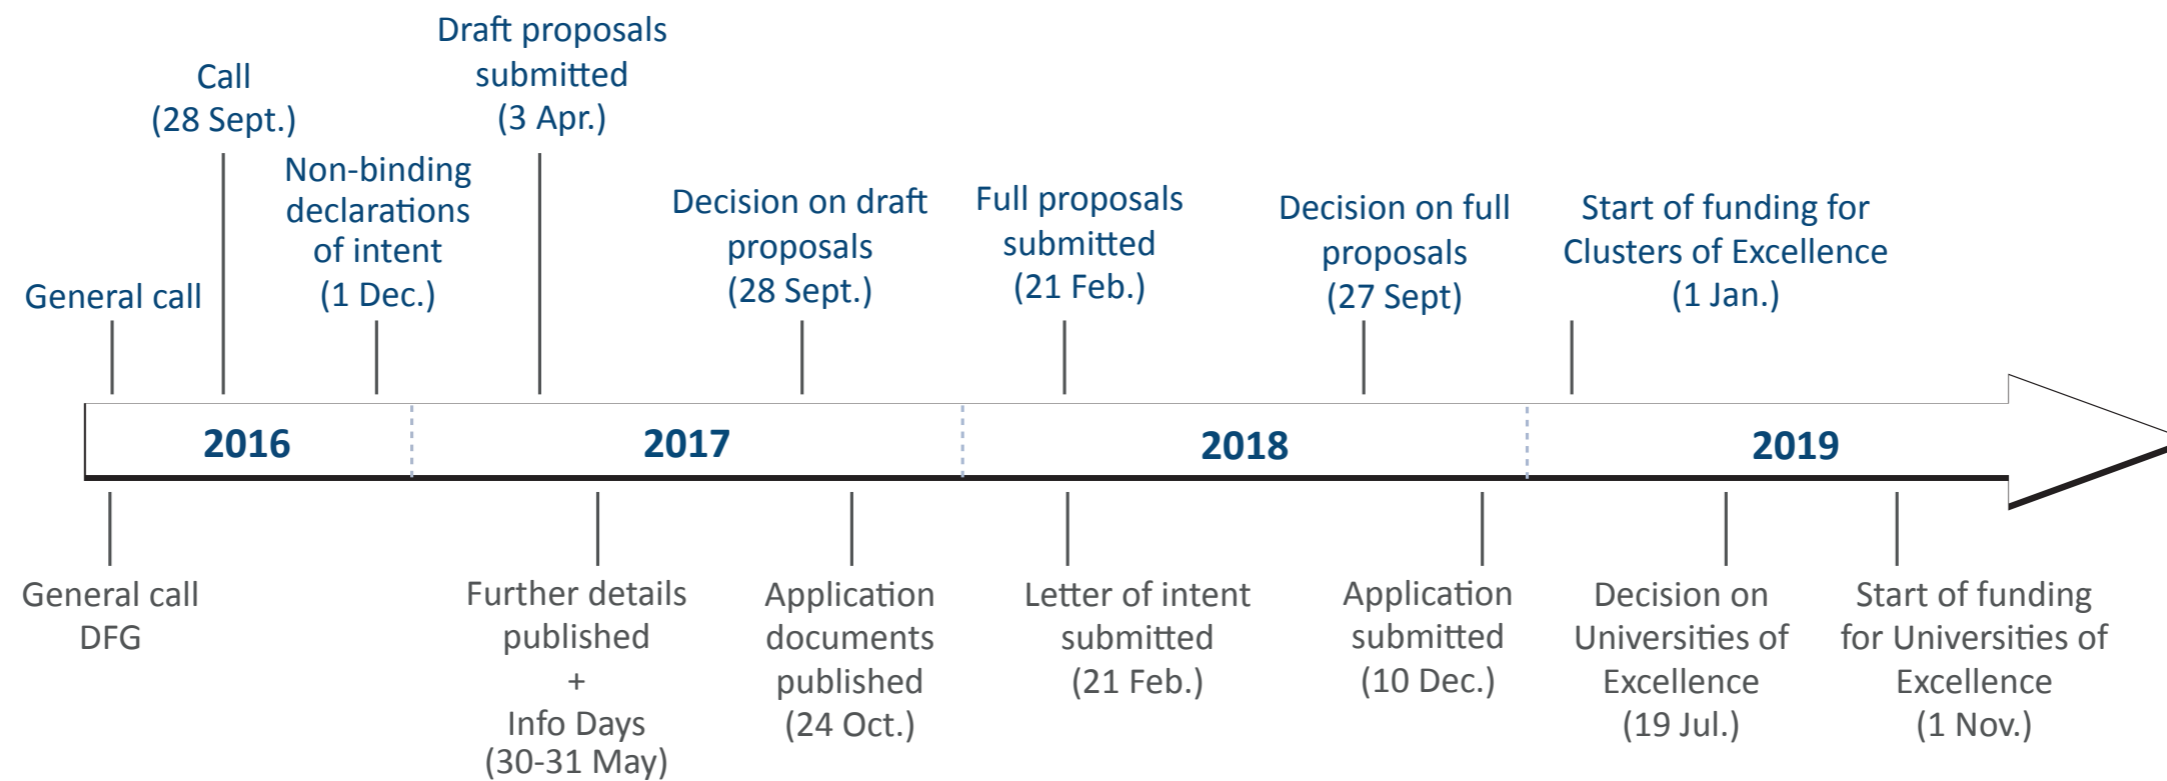 General call
Call
(28 Sept.)
Non-binding
declarations
of intent
(1 Dec.)
Draft proposals
submitted
(3 Apr.)
Decision on draft
proposals
(28 Sept.)
Full proposals
submitted
(21 Feb.)
Decision on full
proposals
(27 Sept)
Start of funding for
Clusters of Excellence
(1 Jan.)
2016
2017
2018
2019
General call
DFG
Further details
published
+
Info Days
(30-31 May)
Application
documents
published
(24 Oct.)
Letter of intent
submitted
(21 Feb.)
Application
submitted
(10 Dec.)
Decision on
Universities of
Excellence
(19 Jul.)
Start of funding
for Universities of
Excellence
(1 Nov.)